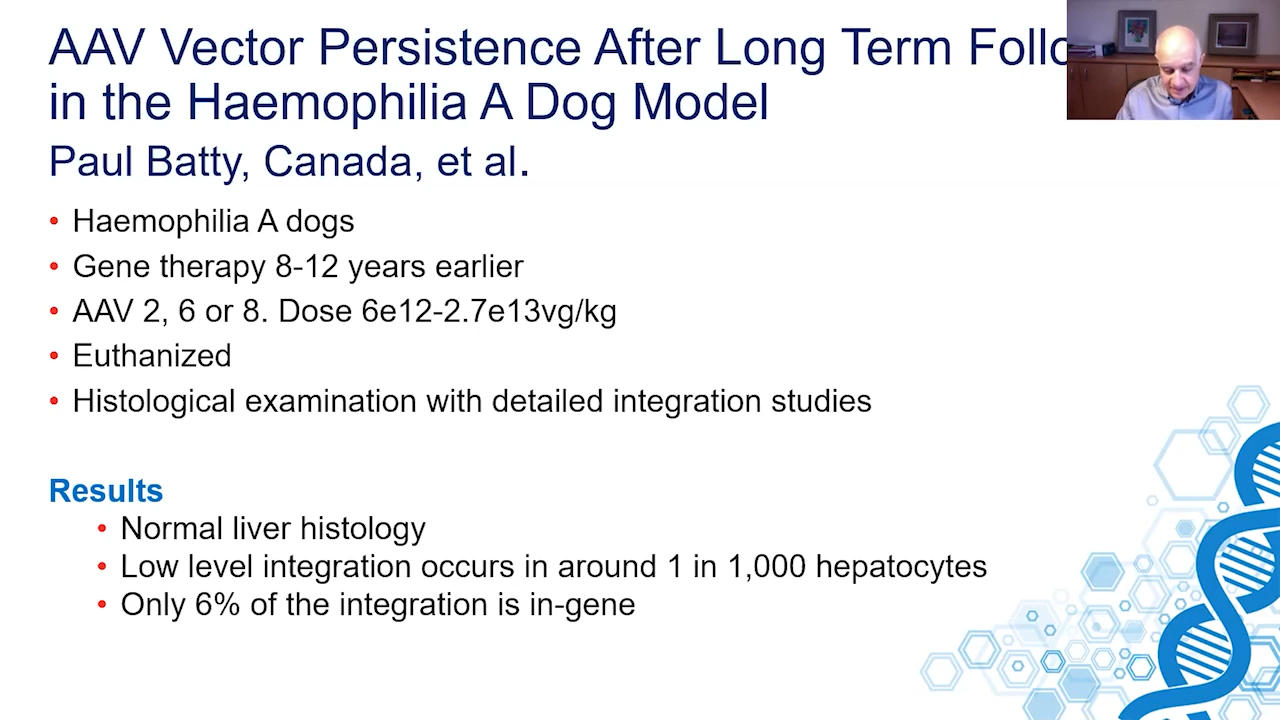 AAV Vector Persistence After Long Term
in the Haemophilia A Dog Model
Paul Batty, Canada, et al.
• Haemophilia A dogs
• Gene therapy 8-12 years earlier
• AAV 2, 6 or 8. Dose 6e12-2.7e13vg/kg
• Euthanized
• Histological examination with detailed integration studies
Results
• Normal liver histology
• Low level integration occurs in around 1 in 1,000 hepatocytes
• Only 6% of the integration is in-gene